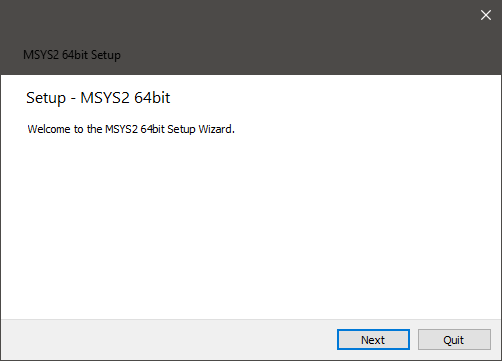 MSYS2 64bit Setup
Setup - MSYS2 64bit
Welcome to the MSYS2 64bit Setup Wizard.
Next Quit